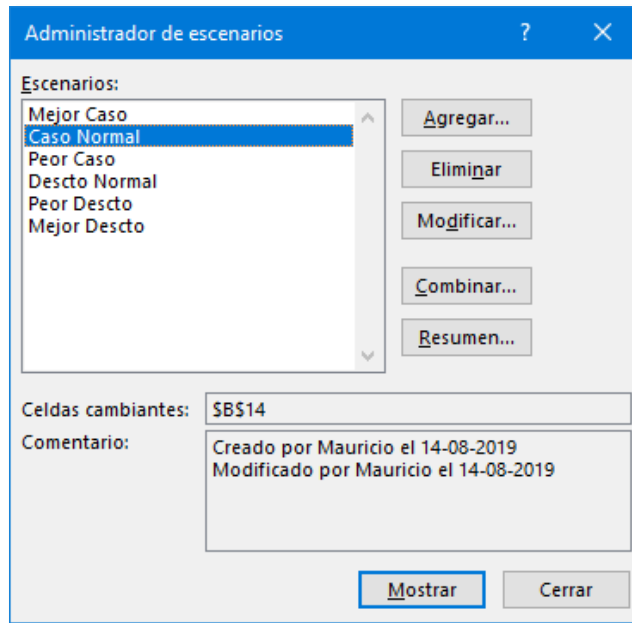 Administrador de escenarios ? ✕
Escenarios:
Mejor Caso
Caso Normal
Peor Caso
Descto Normal
Peor Descto
Mejor Descto
Agregar...
Eliminar
Modificar...
Combinar...
Resumen...
Celdas cambiantes: $B$14
Comentario:
Creado por Mauricio el 14-08-2019
Modificado por Mauricio el 14-08-2019
Mostrar
Cerrar